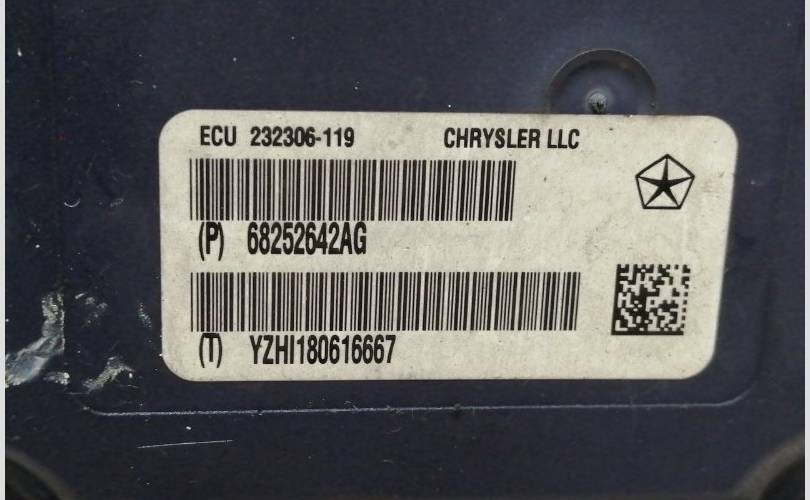 ECU 232306-119 CHRYSLER LLC
(P) 68252642AG
(T) YZHI180616667